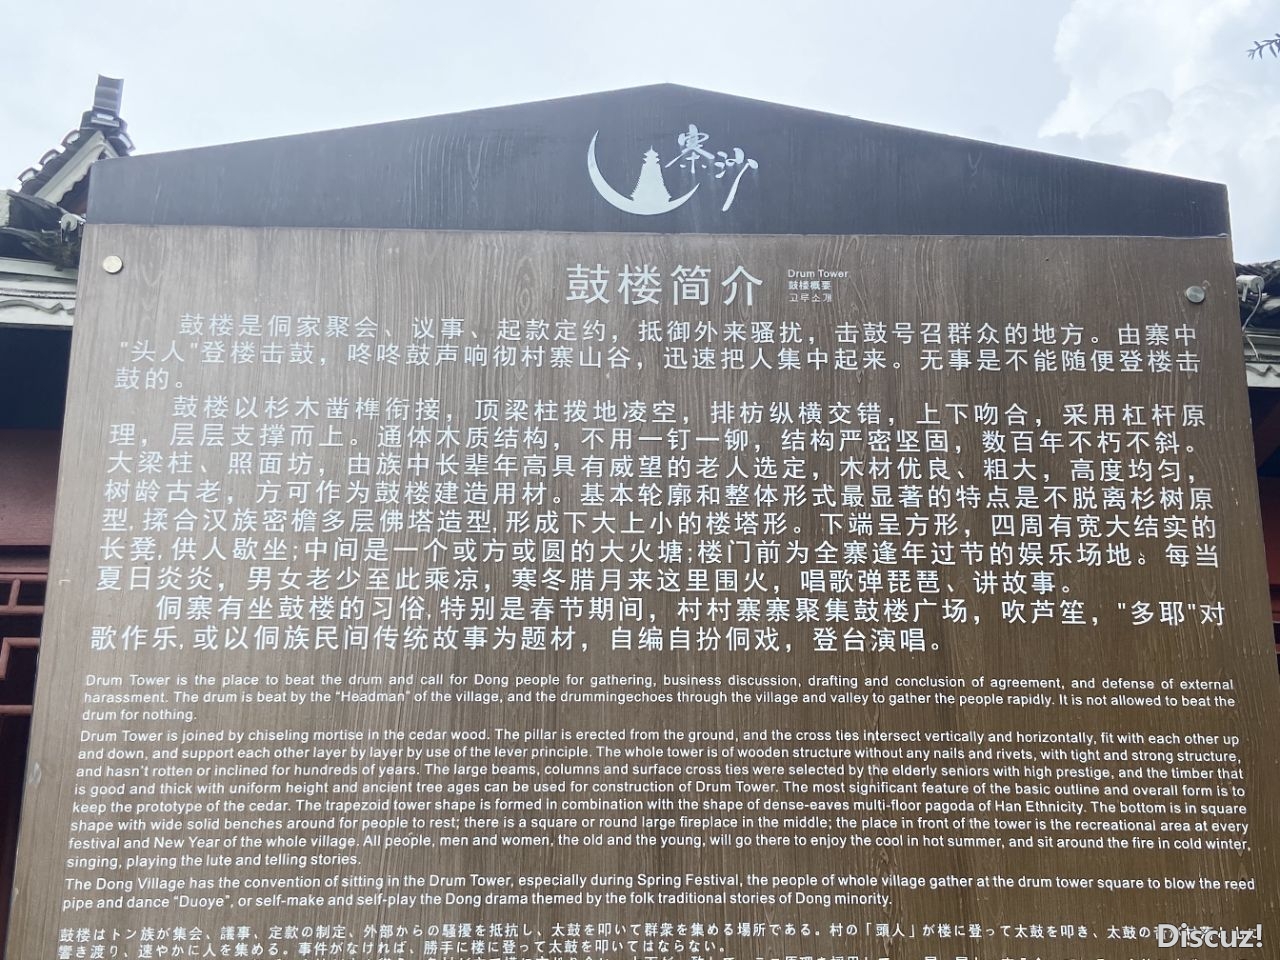 寨沙
鼓楼简介
Drum Tower
鼓楼概要
고루소개
鼓楼是侗家聚会、议事、起款定约，抵御外来骚扰，击鼓号召群众的地方。由寨中
"头人"登楼击鼓，咚咚鼓声响彻村寨山谷，迅速把人集中起来。无事是不能随便登楼击
鼓的。
鼓楼以杉木凿榫衔接，顶梁柱拨地凌空，排枋纵横交错，上下吻合，采用杠杆原
理，层层支撑而上。通体木质结构，不用一钉一铆，结构严密坚固，数百年不朽不斜。
大梁柱、照面坊，由族中长辈年高具有威望的老人选定，木材优良、粗大，高度均匀，
树龄古老，方可作为鼓楼建造用材。基本轮廓和整体形式最显著的特点是不脱离杉树原
型,揉合汉族密檐多层佛塔造型,形成下大上小的楼塔形。下端呈方形，四周有宽大结实的
长凳,供人歇坐;中间是一个或方或圆的大火塘;楼门前为全寨逢年过节的娱乐场地。每当
夏日炎炎，男女老少至此乘凉，寒冬腊月来这里围火，唱歌弹琵琶、讲故事。
侗寨有坐鼓楼的习俗,特别是春节期间，村村寨寨聚集鼓楼广场，吹芦笙，"多耶"对
歌作乐,或以侗族民间传统故事为题材，自编自扮侗戏，登台演唱。
Drum Tower is the place to beat the drum and call for Dong people for gathering, business discussion, drafting and conclusion of agreement, and defense of external
harassment. The drum is beat by the "Headman" of the village, and the drummingechoes through the village and valley to gather the people rapidly. It is not allowed to beat the
drum for nothing.
Drum Tower is joined by chiseling mortise in the cedar wood. The pillar is erected from the ground, and the cross ties intersect vertically and horizontally, fit with each other up
and down, and support each other layer by layer by use of the lever principle. The whole tower is of wooden structure without any nails and rivets, with tight and strong structure,
and hasn't rotten or inclined for hundreds of years. The large beams, columns and surface cross ties were selected by the elderly seniors with high prestige, and the timber that
is good and thick with uniform height and ancient tree ages can be used for construction of Drum Tower. The most significant feature of the basic outline and overall form is to
keep the prototype of the cedar. The trapezoid tower shape is formed in combination with the shape of dense-eaves multi-floor pagoda of Han Ethnicity. The bottom is in square
shape with wide solid benches around for people to rest; there is a square or round large fireplace in the middle; the place in front of the tower is the recreational area at every
festival and New Year of the whole village. All people, men and women, the old and the young, will go there to enjoy the cool in hot summer, and sit around the fire in cold winter,
singing, playing the lute and telling stories.
The Dong Village has the convention of sitting in the Drum Tower, especially during Spring Festival, the people of whole village gather at the drum tower square to blow the reed
pipe and dance "Duoye", or self-make and self-play the Dong drama themed by the folk traditional stories of Dong minority.
鼓楼はトン族が集会、議事、定款の制定、外部からの騒擾を抵抗し、太鼓を叩いて群衆を集める場所である。村の「頭人」が楼に登って太鼓を叩き、太鼓の
響き渡り、速やかに人を集める。事件がなければ、勝手に楼に登って太鼓を叩いてはならない。
Discuz!